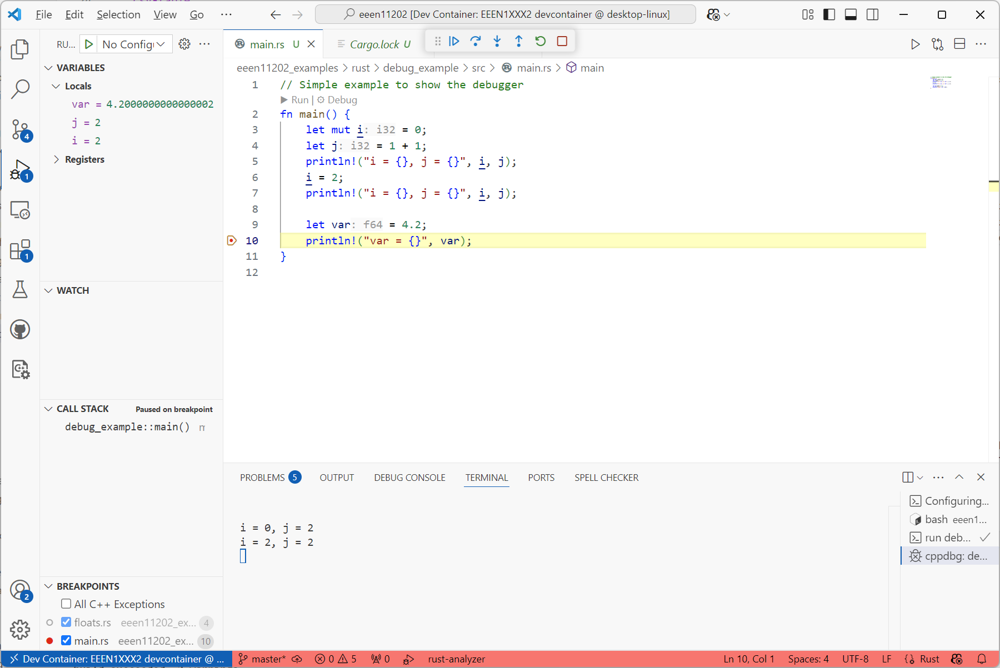 File Edit Selection View Go ··· eeen11202 [Dev Container: EEEN1XXX2 devcontainer @ desktop-linux]
RU... No Config ···
main.rs U Cargo.lock U
VARIABLES
Locals
var = 4.2000000000000002
j = 2
i = 2
Registers
WATCH
CALL STACK Paused on breakpoint
debug_example::main()
BREAKPOINTS
All C++ Exceptions
floats.rs eeen11202_ex... 4
main.rs eeen11202_ex... 10
4
1
1
2
eeen11202_examples > rust > debug_example > src > main.rs > main
1 // Simple example to show the debugger
Run | Debug
2 fn main() {
3 let mut i: i32 = 0;
4 let j: i32 = 1 + 1;
5 println!("i = {}, j = {}", i, j);
6 i = 2;
7 println!("i = {}, j = {}", i, j);
8
9 let var: f64 = 4.2;
10 println!("var = {}", var);
11 }
12
PROBLEMS 5 OUTPUT DEBUG CONSOLE TERMINAL PORTS SPELL CHECKER
i = 0, j = 2
i = 2, j = 2
Configuring...
bash eeen1...
run deb...
cppdbg: de...
Dev Container: EEEN1XXX2 devcontainer @ ... master* 0 5 0 rust-analyzer Ln 10, Col 1 Spaces: 4 UTF-8 LF {} Rust